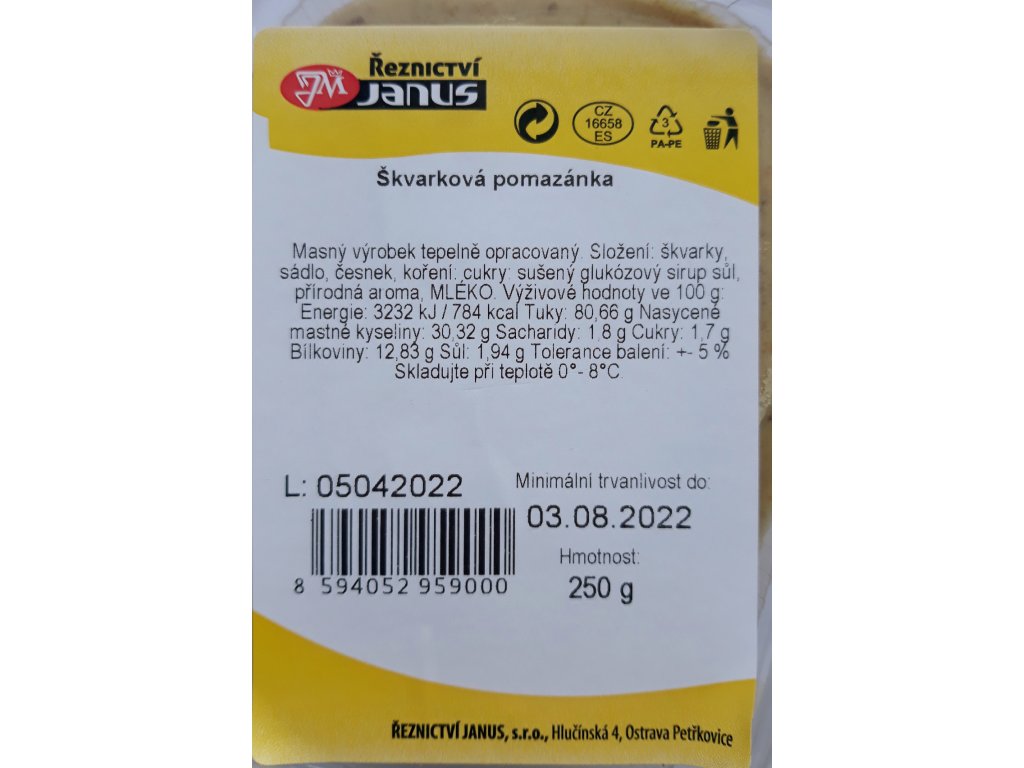 JM
Řeznictví
Janus
CZ
16658
ES
3
PA-PE
Škvarková pomazánka
Masný výrobek tepelně opracovaný. Složení: škvarky,
sádlo, česnek, koření: cukry: sušený glukózový sirup sůl,
přírodná aroma, MLÉKO. Výživové hodnoty ve 100 g:
Energie: 3232 kJ / 784 kcal Tuky: 80,66 g Nasycené
mastné kyseliny: 30,32 g Sacharidy: 1,8 g Cukry: 1,7 g
Bílkoviny: 12,83 g Sůl: 1,94 g Tolerance balení: +- 5 %
Skladujte při teplotě 0°- 8°C.
L: 05042022
Minimální trvanlivost do:
03.08.2022
Hmotnost:
250 g
8 594052 959000
ŘEZNICTVÍ JANUS, s.r.o., Hlučínská 4, Ostrava Petřkovice